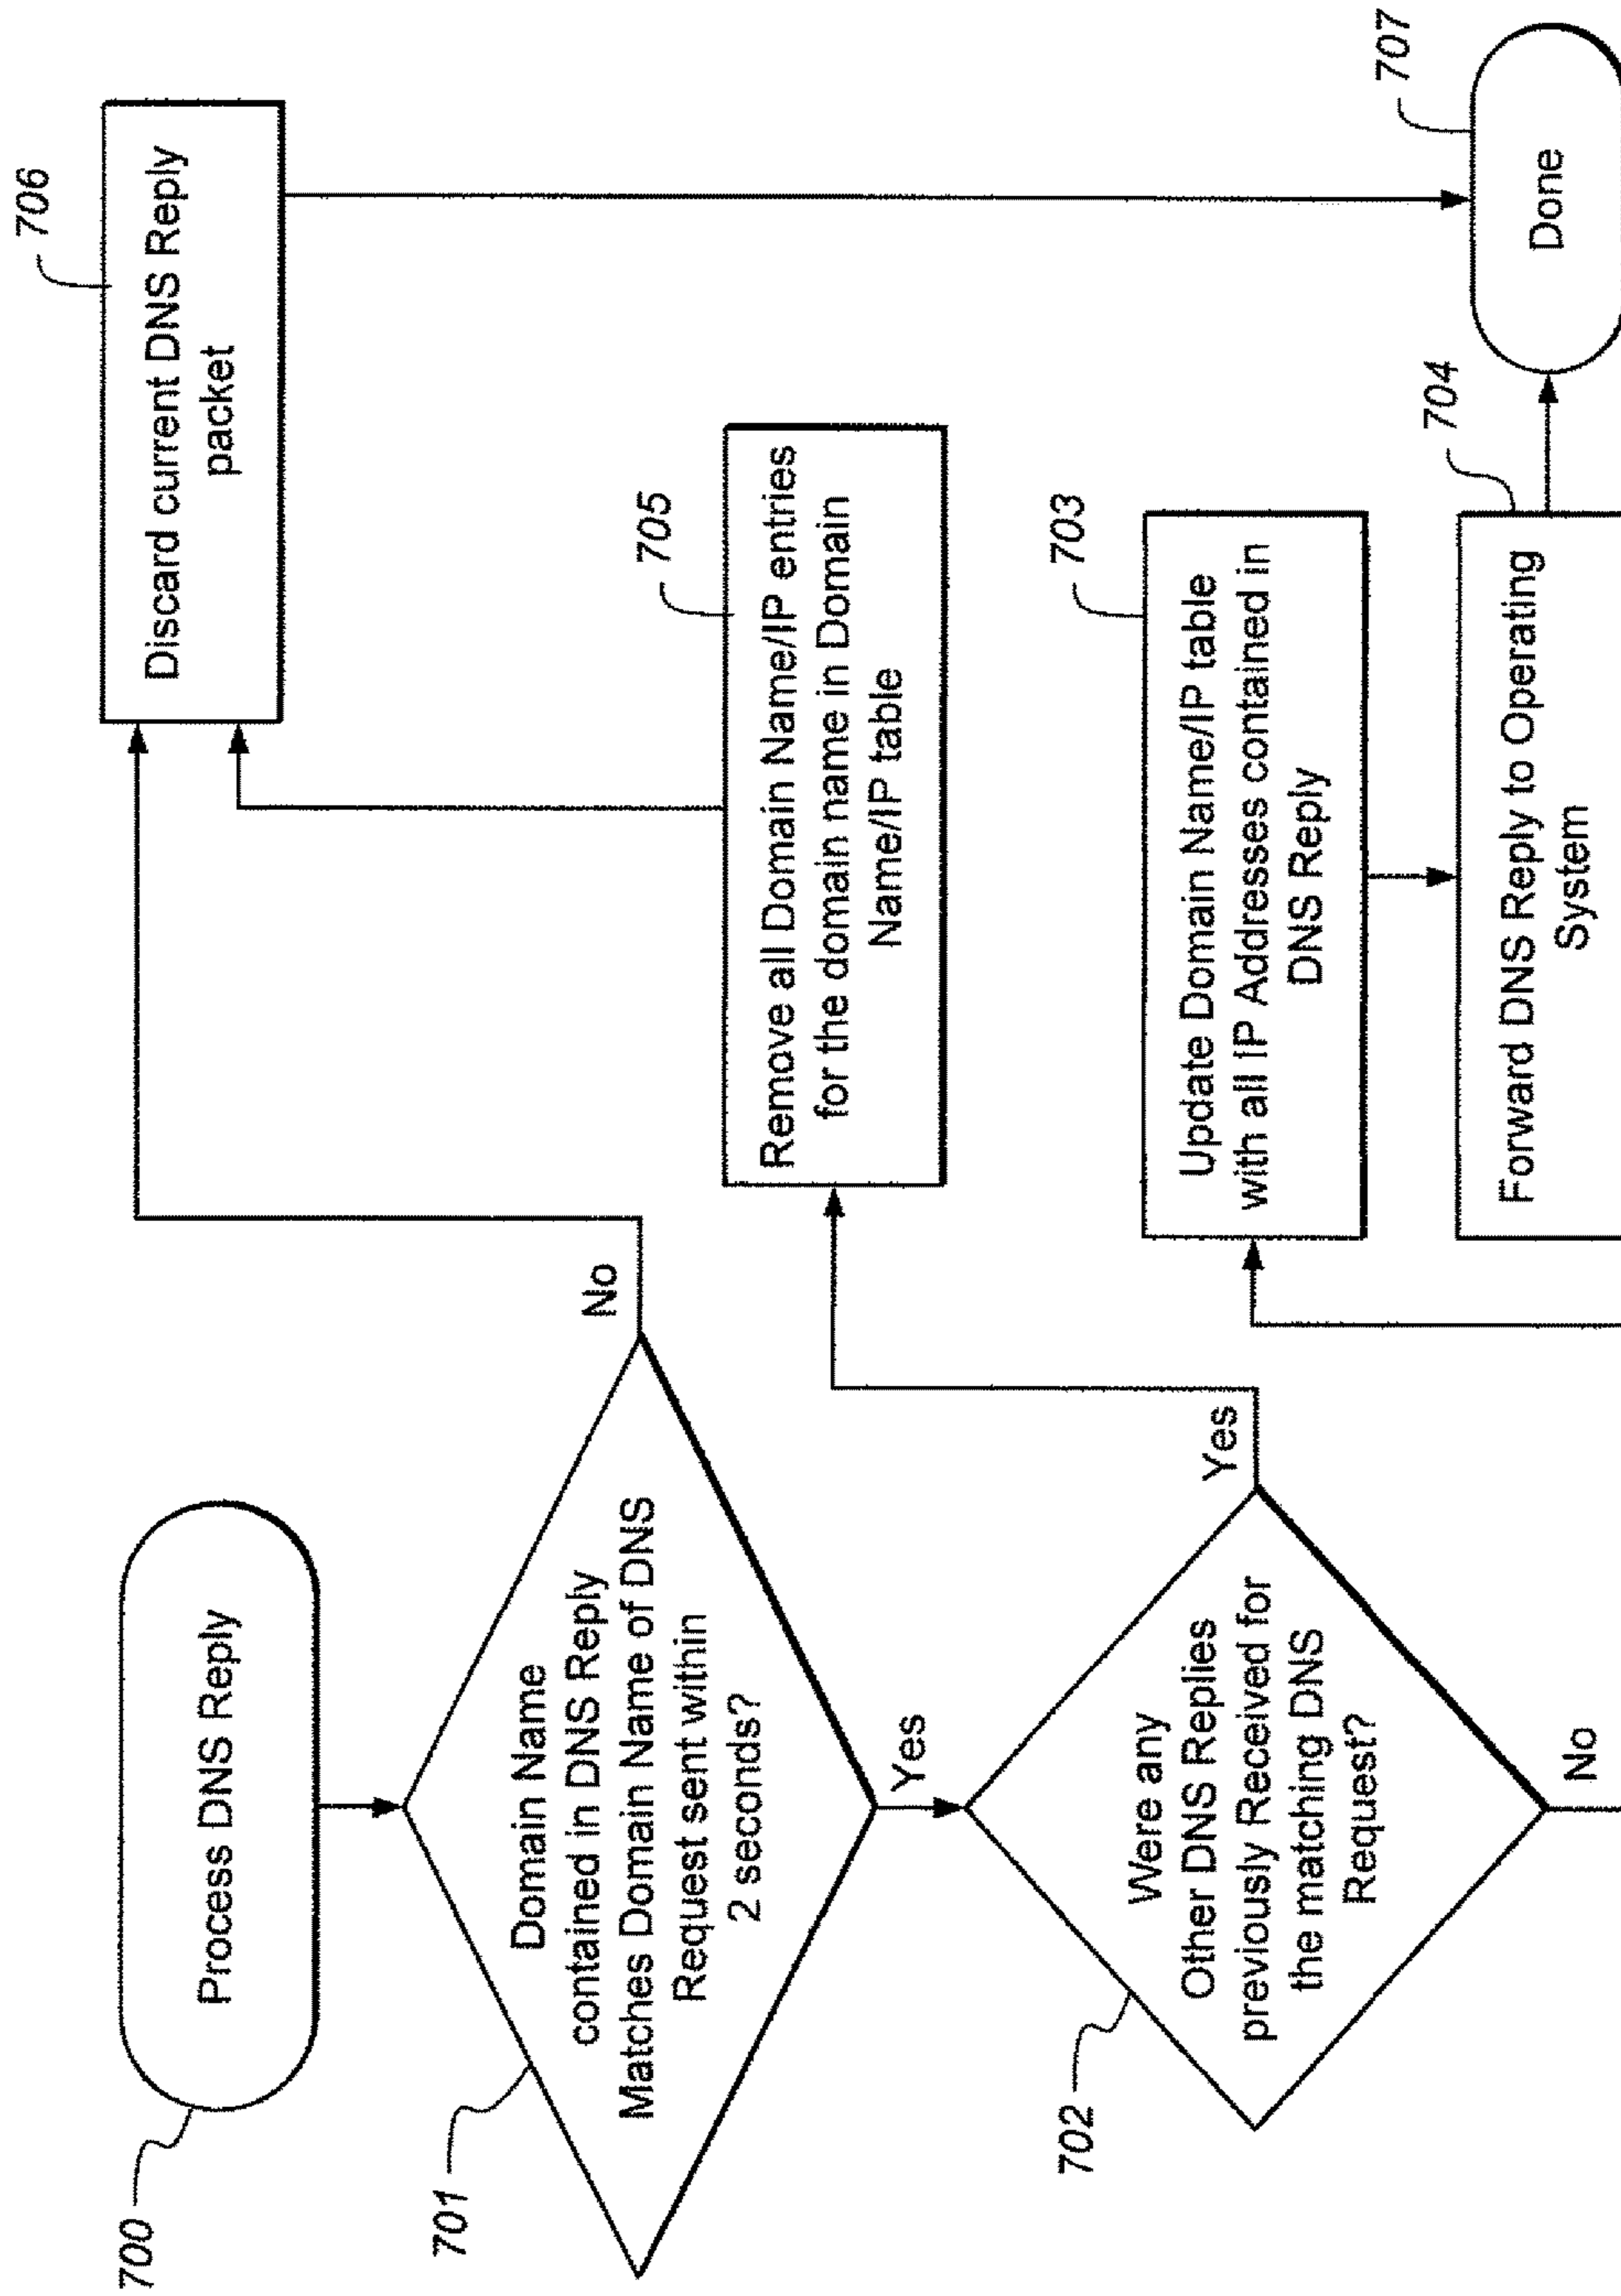 700
Process DNS Reply
701
Domain Name
contained in DNS Reply
Matches Domain Name of DNS
Request sent within
2 seconds?
No
Yes
702
Were any
Other DNS Replies
previously Received for
the matching DNS
Request?
Yes
No
706
Discard current DNS Reply
packet
705
Remove all Domain Name/IP entries
for the domain name in Domain
Name/IP table
703
Update Domain Name/IP table
with all IP Addresses contained in
DNS Reply
704
Forward DNS Reply to Operating
System
707
Done